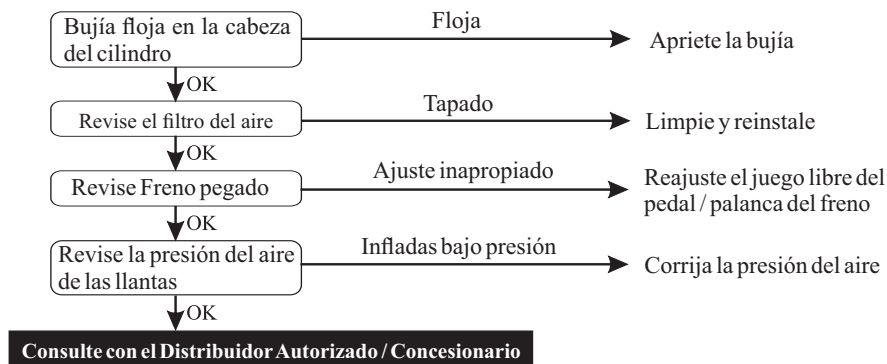 Bujía floja en la cabeza
del cilindro
Floja
Apriete la bujía
OK
Revise el filtro del aire
Tapado
Limpie y reinstale
OK
Revise Freno pegado
Ajuste inapropiado
Reajuste el juego libre del
pedal / palanca del freno
OK
Revise la presión del aire
de las llantas
Infladas bajo presión
Corrija la presión del aire
OK
Consulte con el Distribuidor Autorizado / Concesionario